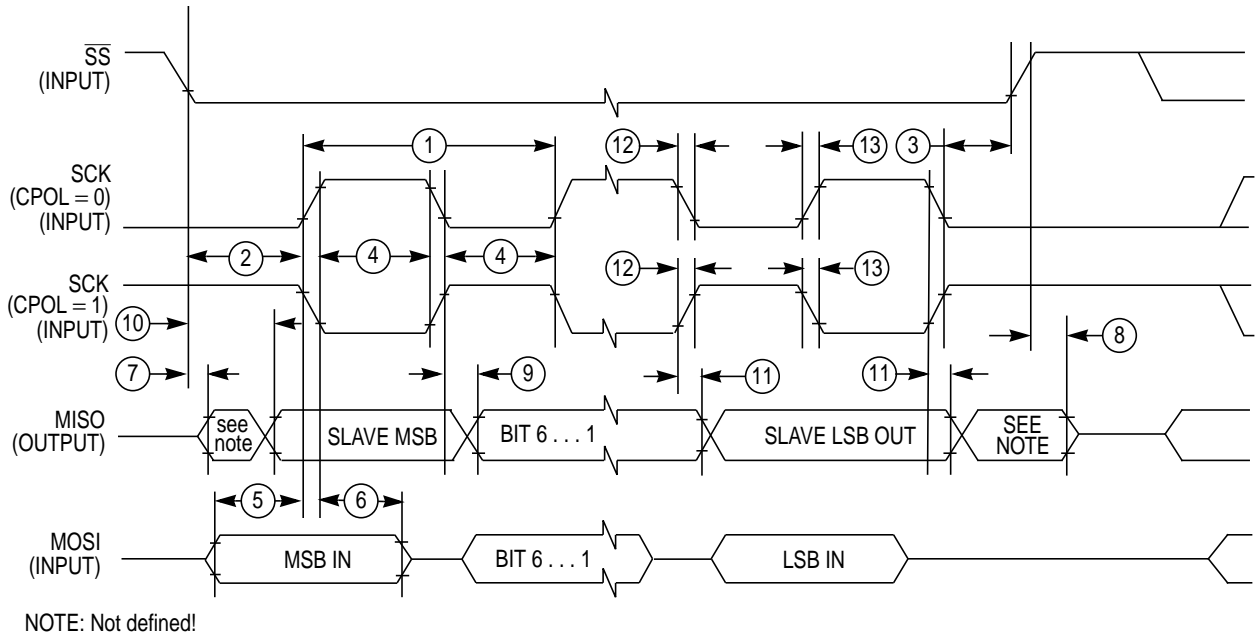 SS
(INPUT)
1
12
13
3
SCK
(CPOL = 0)
(INPUT)
2
4
4
12
13
SCK
(CPOL = 1)
(INPUT)
10
8
7
9
11
11
MISO
(OUTPUT)
see
note
SLAVE MSB
BIT 6 . . . 1
SLAVE LSB OUT
SEE
NOTE
5
6
MOSI
(INPUT)
MSB IN
BIT 6 . . . 1
LSB IN
NOTE: Not defined!